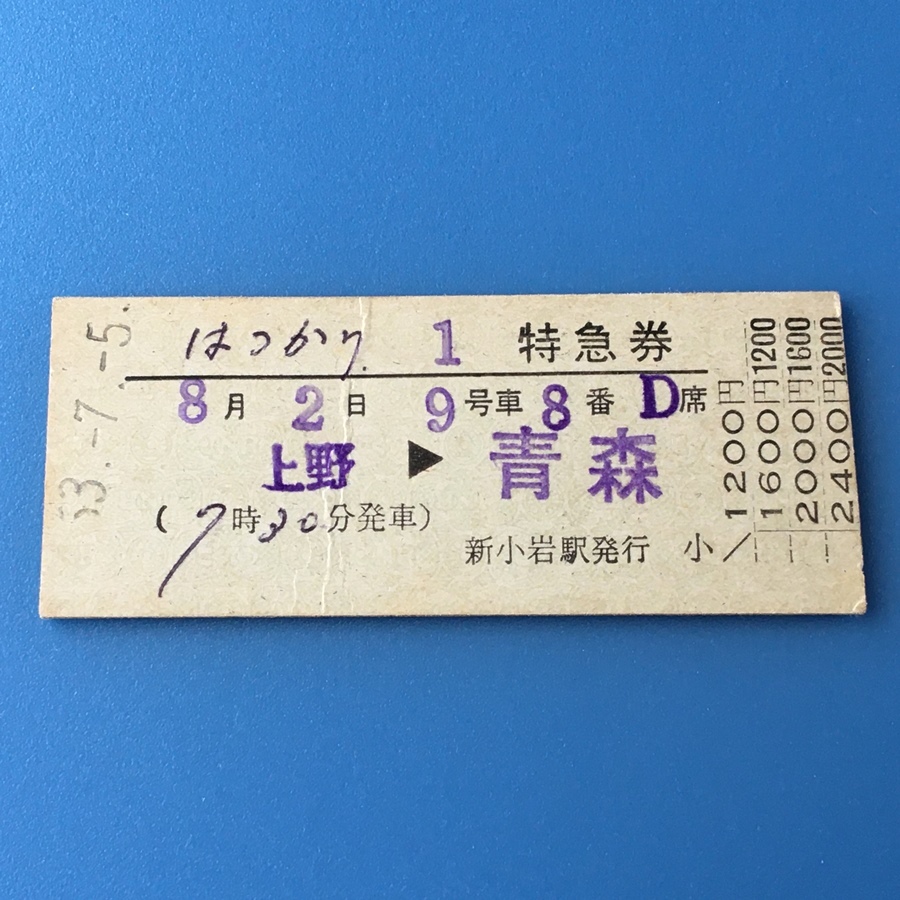 はつかり 1 特急券
8月 2日 9号車 8番 D席
上野 ▶ 青森
(7時30分発車)
新小岩駅発行 小
1200円
1600円1200
2000円1600
2400円2000
3.-7.-5.